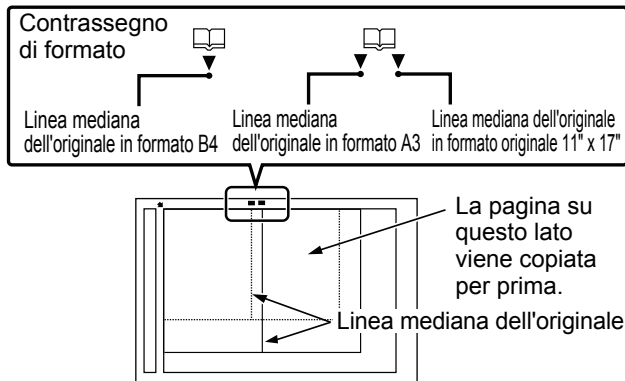 Contrassegno
di formato
Linea mediana
dell'originale in formato B4
Linea mediana
dell'originale in formato A3
Linea mediana dell'originale
in formato originale 11" x 17"
La pagina su
questo lato
viene copiata
per prima.
Linea mediana dell'originale